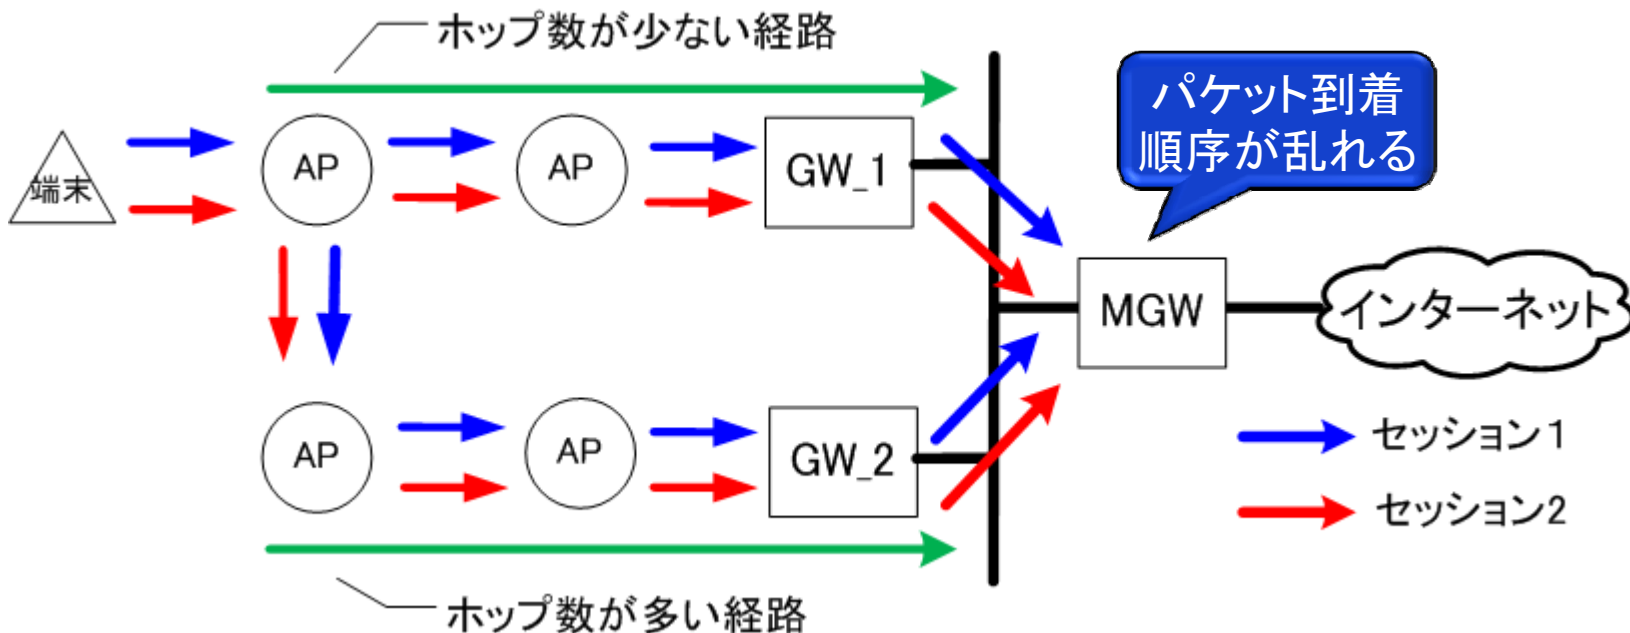 ホップ数が少ない経路
パケット到着
順序が乱れる
端末
AP
AP
GW_1
MGW
インターネット
AP
AP
GW_2
セッション1
セッション2
ホップ数が多い経路